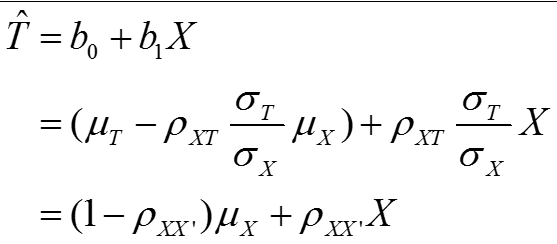 T̂ = b₀ + b₁X
= (μ_T − ρ_XT σ_T/σ_X μ_X) + ρ_XT σ_T/σ_X X
= (1 − ρ_XX')μ_X + ρ_XX' X